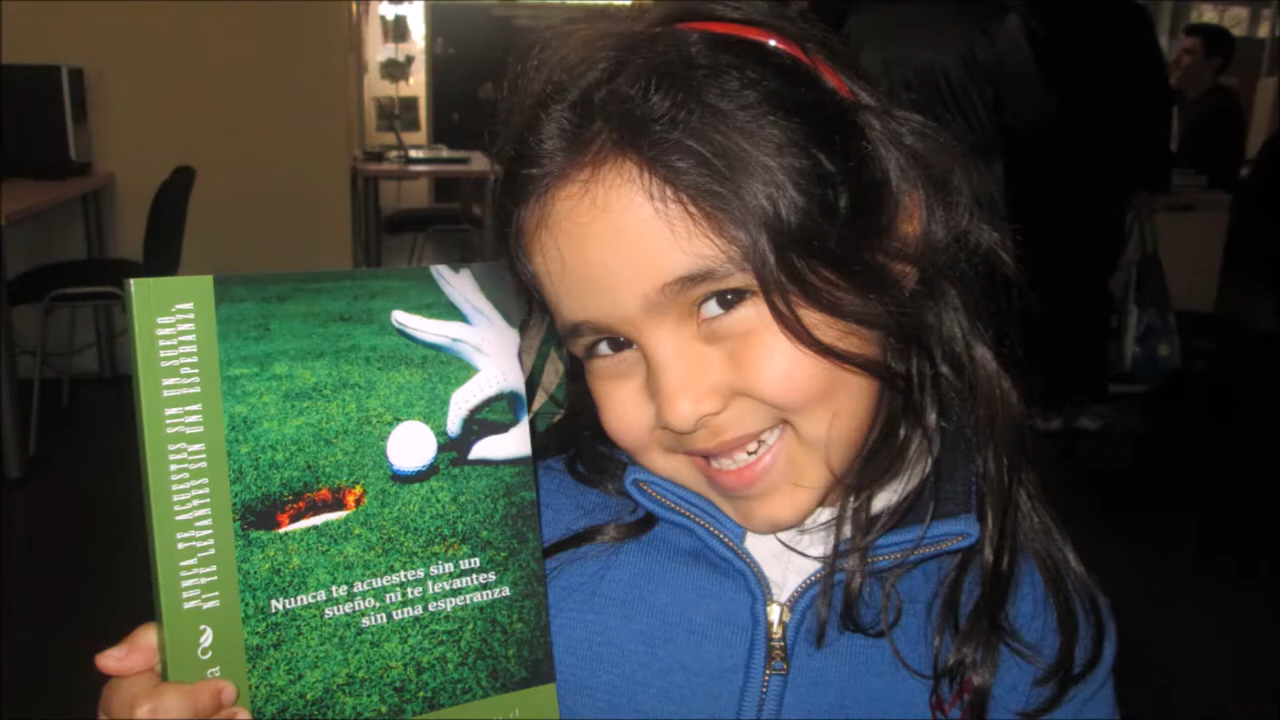 NUNCA TE ACUESTES SIN UN SUEÑO,
NI TE LEVANTES SIN UNA ESPERANZA
Nunca te acuestes sin un
sueño, ni te levantes
sin una esperanza